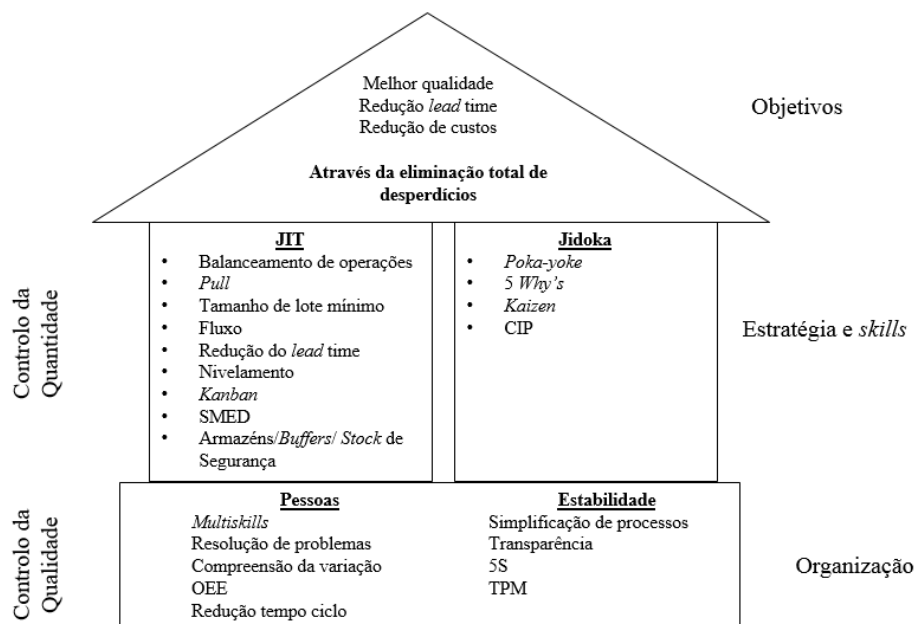 Melhor qualidade
Redução lead time
Redução de custos
Através da eliminação total de
desperdícios
Objetivos
Controlo da
Quantidade
JIT
• Balanceamento de operações
• Pull
• Tamanho de lote mínimo
• Fluxo
• Redução do lead time
• Nivelamento
• Kanban
• SMED
• Armazéns/Buffers/ Stock de
Segurança
Jidoka
• Poka-yoke
• 5 Why's
• Kaizen
• CIP
Estratégia e skills
Controlo da
Qualidade
Pessoas
Multiskills
Resolução de problemas
Compreensão da variação
OEE
Redução tempo ciclo
Estabilidade
Simplificação de processos
Transparência
5S
TPM
Organização